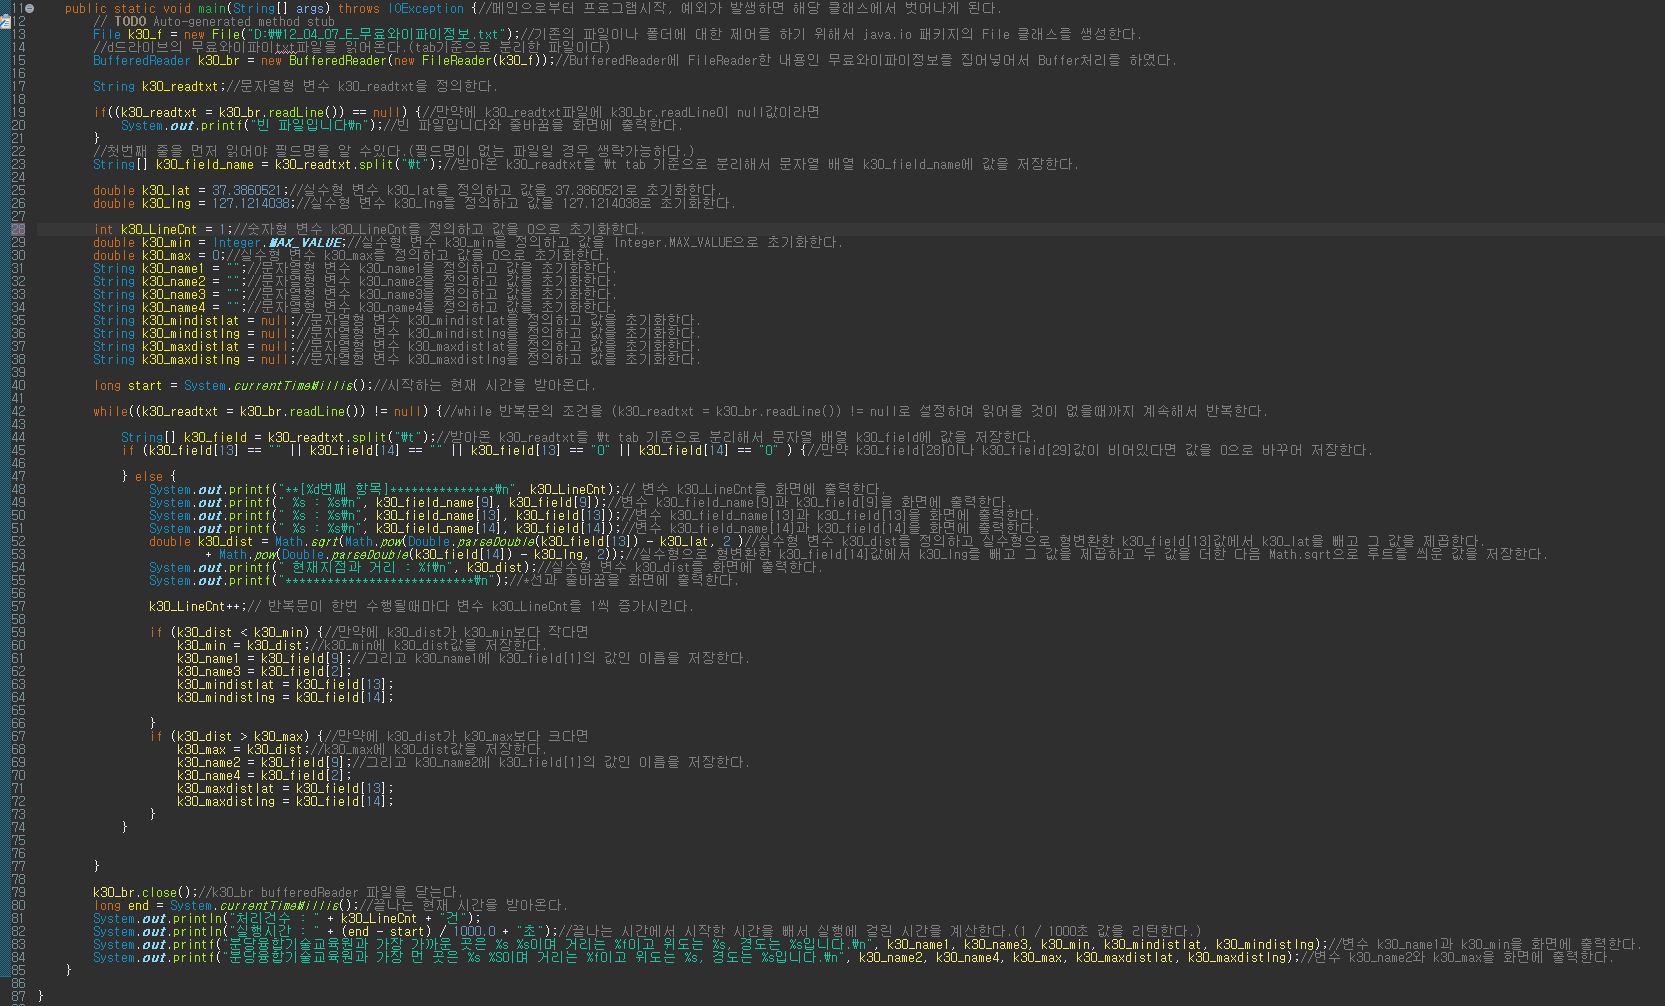 11 public static void main(String[] args) throws IOException {//메인으로부터 프로그램시작, 예외가 발생하면 해당 클래스에서 벗어나게 된다.
12 // TODO Auto-generated method stub
13 File k30_f = new File("D:₩₩12_04_07_E_무료와이파이정보.txt");//기존의 파일이나 폴더에 대한 제어를 하기 위해서 java.io 패키지의 File 클래스를 생성한다.
14 //d드라이브의 무료와이파이txt파일을 읽어온다.(tab기준으로 분리한 파일이다)
15 BufferedReader k30_br = new BufferedReader(new FileReader(k30_f));//BufferedReader에 FileReader한 내용인 무료와이파이정보를 집어넣어서 Buffer처리를 하였다.
16
17 String k30_readtxt;//문자열형 변수 k30_readtxt을 정의한다.
18
19 if((k30_readtxt = k30_br.readLine()) == null) {//만약에 k30_readtxt파일에 k30_br.readLine이 null값이라면
20 System.out.printf("빈 파일입니다₩n");//빈 파일입니다와 줄바꿈을 화면에 출력한다.
21 }
22 //첫번째 줄을 먼저 읽어야 필드명을 알 수있다.(필드명이 없는 파일일 경우 생략가능하다.)
23 String[] k30_field_name = k30_readtxt.split("₩t");//받아온 k30_readtxt를 ₩t tab 기준으로 분리해서 문자열 배열 k30_field_name에 값을 저장한다.
24
25 double k30_lat = 37.3860521;//실수형 변수 k30_lat를 정의하고 값을 37.3860521로 초기화한다.
26 double k30_lng = 127.1214038;//실수형 변수 k30_lng를 정의하고 값을 127.1214038로 초기화한다.
27
28 int k30_LineCnt = 1;//숫자형 변수 k30_LineCnt를 정의하고 값을 0으로 초기화한다.
29 double k30_min = Integer.MAX_VALUE;//실수형 변수 k30_min을 정의하고 값을 Integer.MAX_VALUE으로 초기화한다.
30 double k30_max = 0;//실수형 변수 k30_max를 정의하고 값을 0으로 초기화한다.
31 String k30_name1 = "";//문자열형 변수 k30_name1을 정의하고 값을 초기화한다.
32 String k30_name2 = "";//문자열형 변수 k30_name2을 정의하고 값을 초기화한다.
33 String k30_name3 = "";//문자열형 변수 k30_name3을 정의하고 값을 초기화한다.
34 String k30_name4 = "";//문자열형 변수 k30_name4을 정의하고 값을 초기화한다.
35 String k30_mindistlat = null;//문자열형 변수 k30_mindistlat을 정의하고 값을 초기화한다.
36 String k30_mindistlng = null;//문자열형 변수 k30_mindistlng을 정의하고 값을 초기화한다.
37 String k30_maxdistlat = null;//문자열형 변수 k30_maxdistlat을 정의하고 값을 초기화한다.
38 String k30_maxdistlng = null;//문자열형 변수 k30_maxdistlng을 정의하고 값을 초기화한다.
39
40 long start = System.currentTimeMillis();//시작하는 현재 시간을 받아온다.
41
42 while((k30_readtxt = k30_br.readLine()) != null) {//while 반복문의 조건을 (k30_readtxt = k30_br.readLine()) != null로 설정하여 읽어올 것이 없을때까지 계속해서 반복한다.
43
44 String[] k30_field = k30_readtxt.split("₩t");//받아온 k30_readtxt를 ₩t tab 기준으로 분리해서 문자열 배열 k30_field에 값을 저장한다.
45 if (k30_field[13] == "" || k30_field[14] == "" || k30_field[13] == "0" || k30_field[14] == "0" ) {//만약 k30_field[28]이나 k30_field[29]값이 비어있다면 값을 0으로 바꾸어 저장한다.
46
47 } else {
48 System.out.printf("**[%d번째 항목]***************₩n", k30_LineCnt);// 변수 k30_LineCnt를 화면에 출력한다.
49 System.out.printf(" %s : %s₩n", k30_field_name[9], k30_field[9]);//변수 k30_field_name[9]과 k30_field[9]을 화면에 출력한다.
50 System.out.printf(" %s : %s₩n", k30_field_name[13], k30_field[13]);//변수 k30_field_name[13]과 k30_field[13]을 화면에 출력한다.
51 System.out.printf(" %s : %s₩n", k30_field_name[14], k30_field[14]);//변수 k30_field_name[14]과 k30_field[14]을 화면에 출력한다.
52 double k30_dist = Math.sqrt(Math.pow(Double.parseDouble(k30_field[13]) - k30_lat, 2 )//실수형 변수 k30_dist를 정의하고 실수형으로 형변환한 k30_field[13]값에서 k30_lat를 빼고 그 값을 제곱한다.
53 + Math.pow(Double.parseDouble(k30_field[14]) - k30_lng, 2));//실수형으로 형변환한 k30_field[14]값에서 k30_lng를 빼고 그 값을 제곱하고 두 값을 더한 다음 Math.sqrt으로 루트를 씌운 값을 저장한다.
54 System.out.printf(" 현재지점과 거리 : %f₩n", k30_dist);//실수형 변수 k30_dist를 화면에 출력한다.
55 System.out.printf("***************************₩n");//*선과 줄바꿈을 화면에 출력한다.
56
57 k30_LineCnt++;// 반복문이 한번 수행될때마다 변수 k30_LineCnt를 1씩 증가시킨다.
58
59 if (k30_dist < k30_min) {//만약에 k30_dist가 k30_min보다 작다면
60 k30_min = k30_dist;//k30_min에 k30_dist값을 저장한다.
61 k30_name1 = k30_field[9];//그리고 k30_name1에 k30_field[1]의 값인 이름을 저장한다.
62 k30_name3 = k30_field[2];
63 k30_mindistlat = k30_field[13];
64 k30_mindistlng = k30_field[14];
65
66 }
67 if (k30_dist > k30_max) {//만약에 k30_dist가 k30_max보다 크다면
68 k30_max = k30_dist;//k30_max에 k30_dist값을 저장한다.
69 k30_name2 = k30_field[9];//그리고 k30_name2에 k30_field[1]의 값인 이름을 저장한다.
70 k30_name4 = k30_field[2];
71 k30_maxdistlat = k30_field[13];
72 k30_maxdistlng = k30_field[14];
73 }
74 }
75
76
77 }
78
79 k30_br.close();//k30_br bufferedReader 파일을 닫는다.
80 long end = System.currentTimeMillis();//끝나는 현재 시간을 받아온다.
81 System.out.println("처리건수 : " + k30_LineCnt + "건");
82 System.out.println("실행시간 : " + (end - start) / 1000.0 + "초");//끝나는 시간에서 시작한 시간을 빼서 실행에 걸린 시간을 계산한다.(1 / 1000초 값을 리턴한다.)
83 System.out.printf("분당융합기술교육원과 가장 가까운 곳은 %s %s이며 거리는 %f이고 위도는 %s, 경도는 %s입니다.₩n", k30_name1, k30_name3, k30_min, k30_mindistlat, k30_mindistlng);//변수 k30_name1과 k30_min을 화면에 출력한다.
84 System.out.printf("분당융합기술교육원과 가장 먼 곳은 %s %S이며 거리는 %f이고 위도는 %s, 경도는 %s입니다.₩n", k30_name2, k30_name4, k30_max, k30_maxdistlat, k30_maxdistlng);//변수 k30_name2와 k30_max을 화면에 출력한다.
85 }
86
87 }